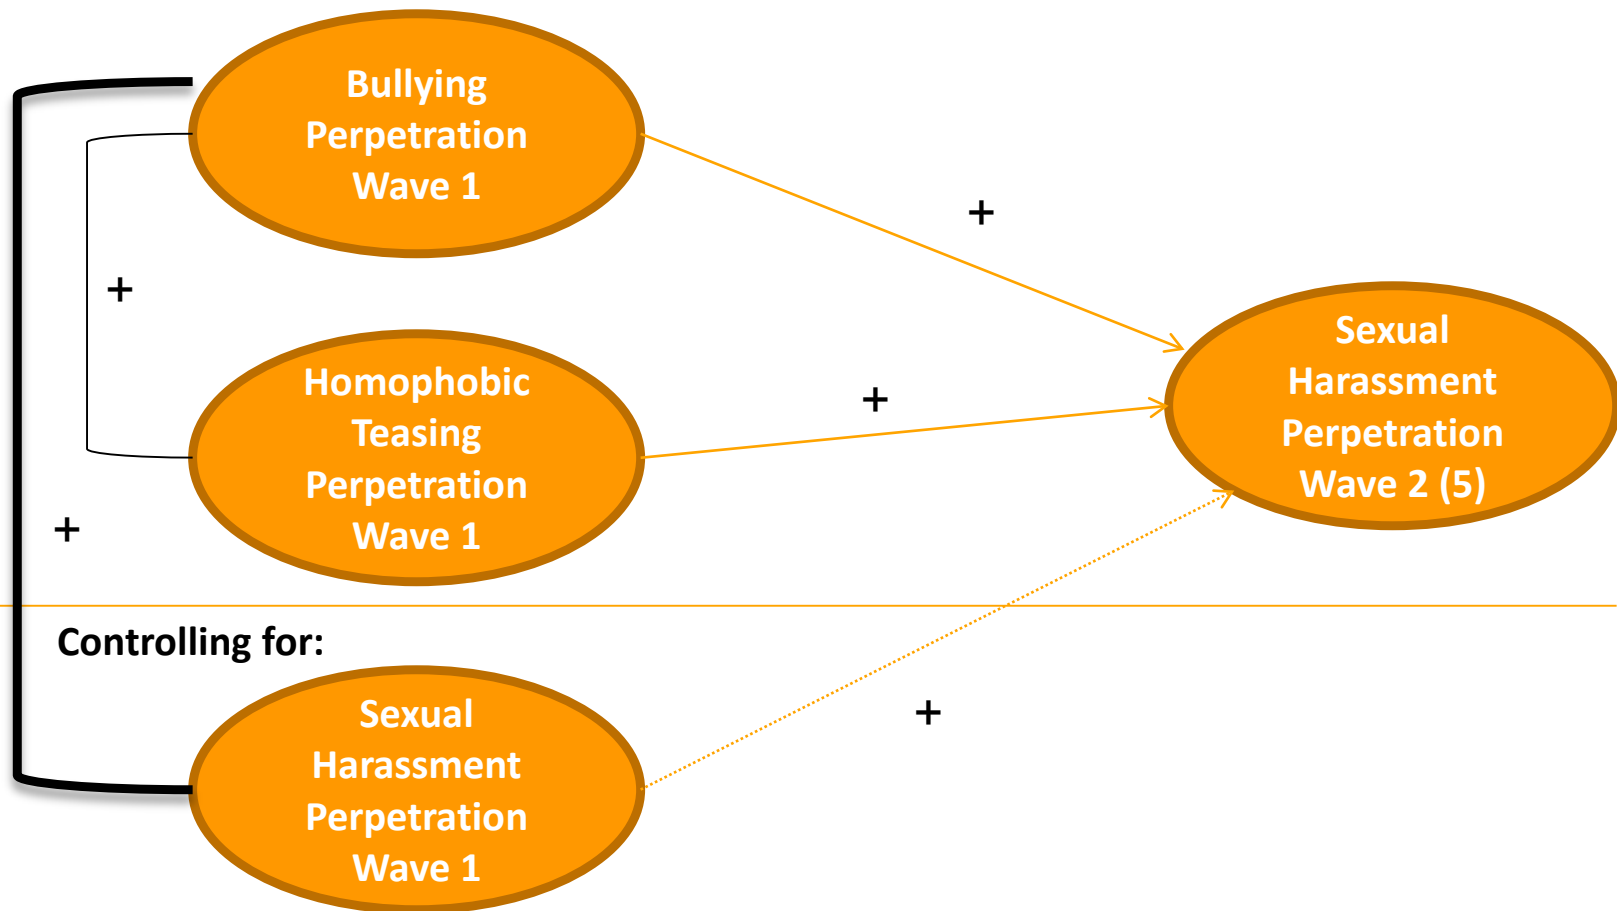 Bullying
Perpetration
Wave 1
+
+
Homophobic
Teasing
Perpetration
Wave 1
+
Sexual
Harassment
Perpetration
Wave 2 (5)
+
Controlling for:
Sexual
Harassment
Perpetration
Wave 1
+